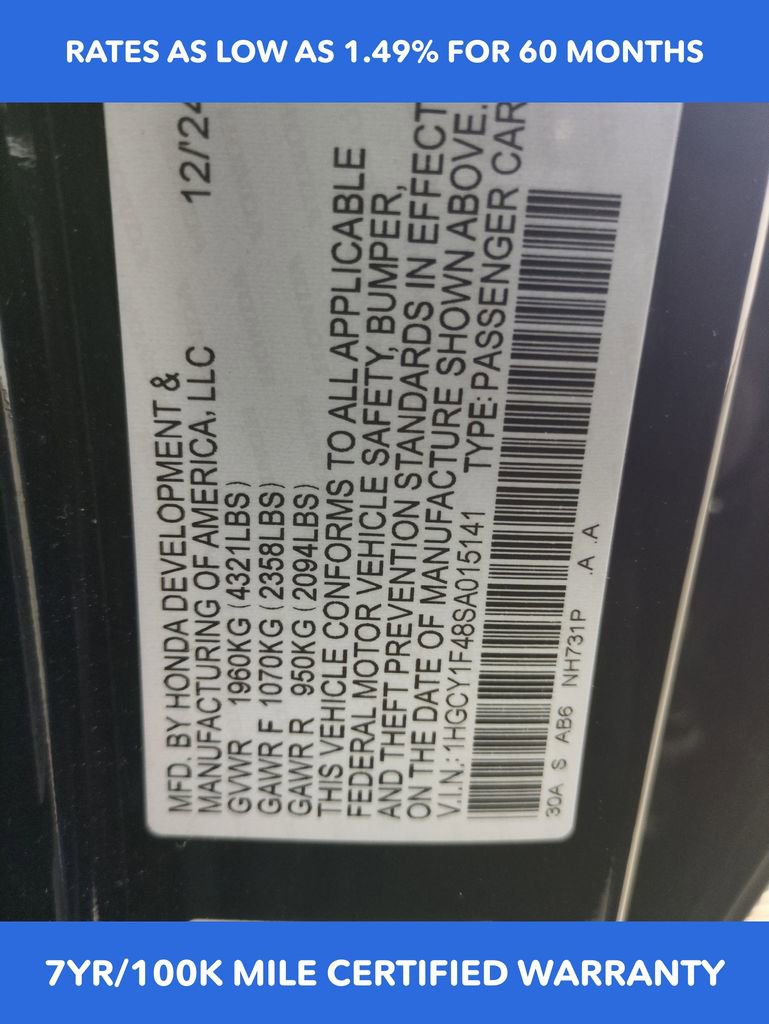 RATES AS LOW AS 1.49% FOR 60 MONTHS
MFD. BY HONDA DEVELOPMENT & 12/'24
MANUFACTURING OF AMERICA, LLC
GVWR 1960KG (4321LBS)
GAWR F 1070KG (2358LBS)
GAWR R 950KG (2094LBS)
THIS VEHICLE CONFORMS TO ALL APPLICABLE
FEDERAL MOTOR VEHICLE SAFETY, BUMPER,
AND THEFT PREVENTION STANDARDS IN EFFECT
ON THE DATE OF MANUFACTURE SHOWN ABOVE.
V.I.N.: 1HGCY1F48SA015141 TYPE: PASSENGER CAR
30A S AB6 NH731P .A .A
7YR/100K MILE CERTIFIED WARRANTY